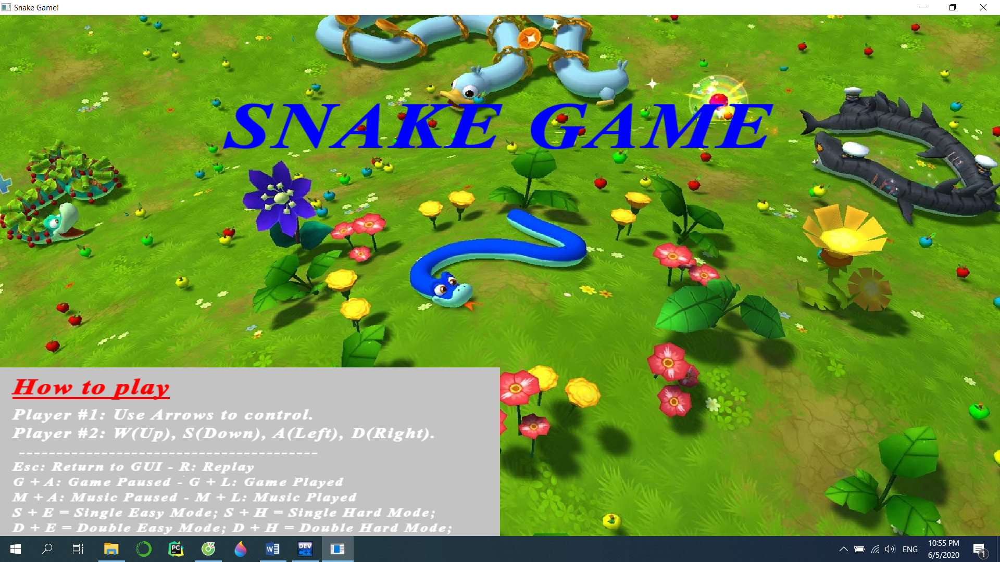 Snake Game!
SNAKE GAME
How to play
Player #1: Use Arrows to control.
Player #2: W(Up), S(Down), A(Left), D(Right).
----------------------------------------
Esc: Return to GUI - R: Replay
G + A: Game Paused - G + L: Game Played
M + A: Music Paused - M + L: Music Played
S + E = Single Easy Mode; S + H = Single Hard Mode;
D + E = Double Easy Mode; D + H = Double Hard Mode;
PC
W
DEV
C++
ENG
10:55 PM
6/5/2020
1